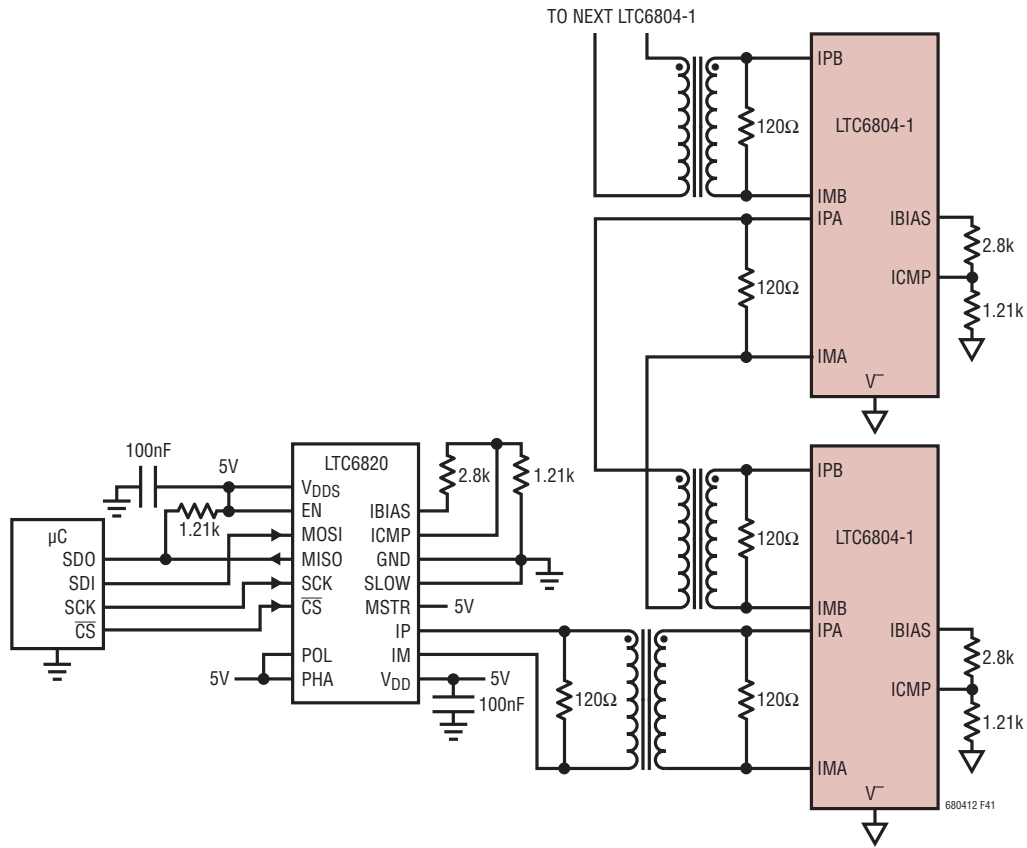 TO NEXT LTC6804-1
IPB
120Ω
LTC6804-1
IMB
IPA
IBIAS
2.8k
120Ω
ICMP
1.21k
IMA
V–
100nF
5V
LTC6820
VDDS
EN
1.21k
2.8k
1.21k
IBIAS
µC
MOSI
ICMP
SDO
MISO
GND
SDI
SCK
SLOW
SCK
CS
MSTR
5V
CS
IP
POL
IM
5V
PHA
VDD
5V
100nF
120Ω
120Ω
IPB
120Ω
LTC6804-1
IMB
IPA
IBIAS
2.8k
ICMP
1.21k
IMA
V–
680412 F41